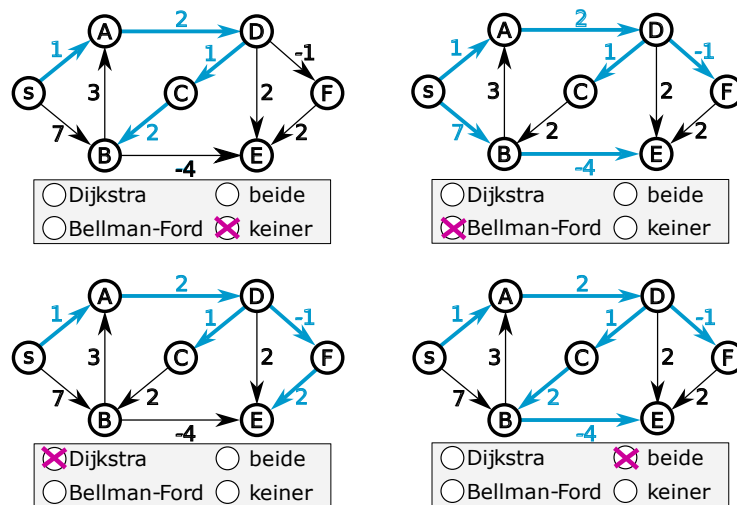 A 2 D
1 1 -1
s 3 C 2 F
7 2 2
B -4 E
Dijkstra beide
Bellman-Ford keiner
A 2 D
1 1 -1
s 3 C 2 F
7 2 2
B -4 E
Dijkstra beide
Bellman-Ford keiner
A 2 D
1 1 -1
s 3 C 2 F
7 2 2
B -4 E
Dijkstra beide
Bellman-Ford keiner
A 2 D
1 1 -1
s 3 C 2 F
7 2 2
B -4 E
Dijkstra beide
Bellman-Ford keiner